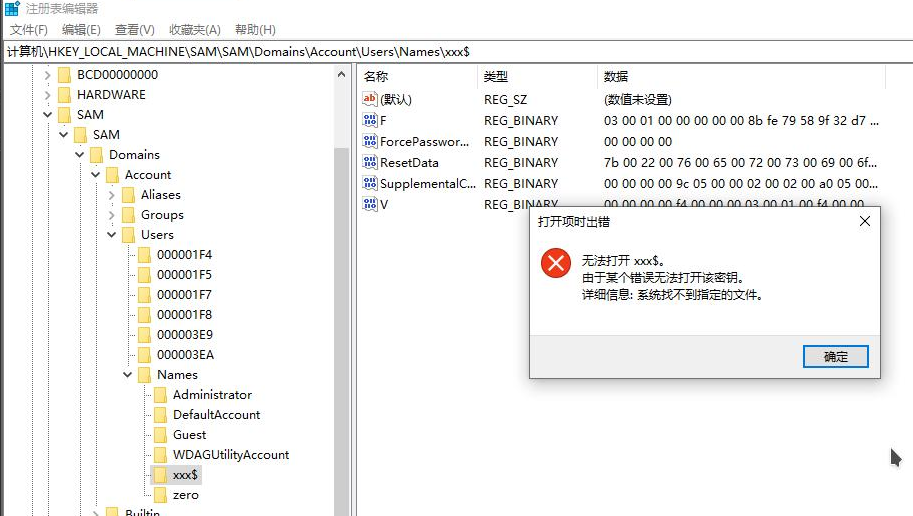 注册表编辑器
文件(F) 编辑(E) 查看(V) 收藏夹(A) 帮助(H)
计算机\HKEY_LOCAL_MACHINE\SAM\SAM\Domains\Account\Users\Names\xxx$
BCD00000000
HARDWARE
SAM
SAM
Domains
Account
Aliases
Groups
Users
000001F4
000001F5
000001F7
000001F8
000003E9
000003EA
Names
Administrator
DefaultAccount
Guest
WDAGUtilityAccount
xxx$
zero
Builtin
名称 类型 数据
ab (默认) REG_SZ (数值未设置)
F REG_BINARY 03 00 01 00 00 00 00 00 8b fe 79 58 9f 32 d7 ...
ForcePasswor... REG_BINARY 00 00 00 00
ResetData REG_BINARY 7b 00 22 00 76 00 65 00 72 00 73 00 69 00 6f...
SupplementalC... REG_BINARY 00 00 00 00 9c 05 00 00 02 00 02 00 a0 05 00...
V REG_BINARY 00 00 00 00 f4 00 00 00 03 00 01 00 f4 00 00
打开项时出错
无法打开 xxx$。
由于某个错误无法打开该密钥。
详细信息: 系统找不到指定的文件。
确定